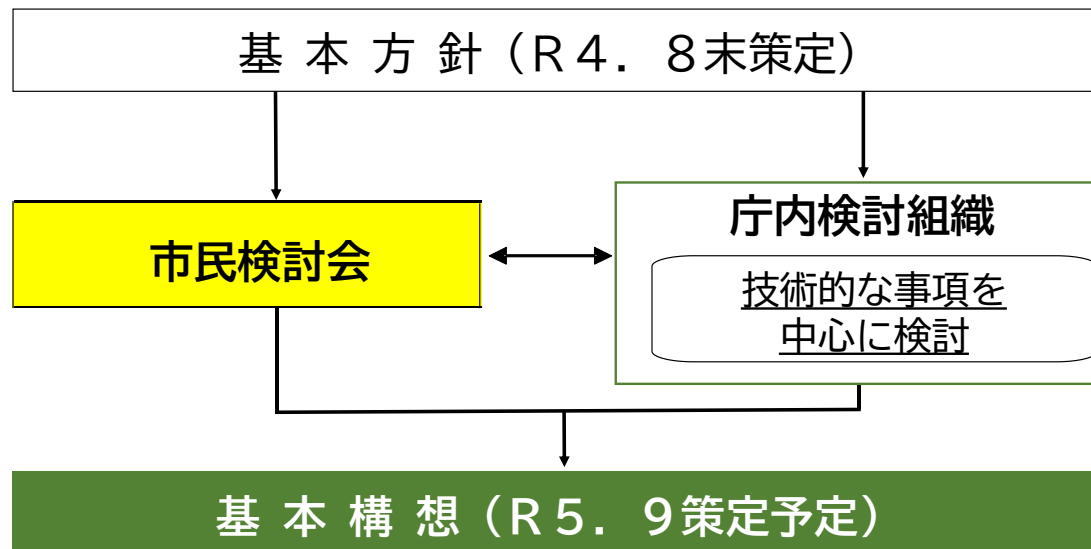 基 本 方 針（Ｒ４．８末策定）
市民検討会
庁内検討組織
技術的な事項を
中心に検討
基 本 構 想（Ｒ５．９策定予定）